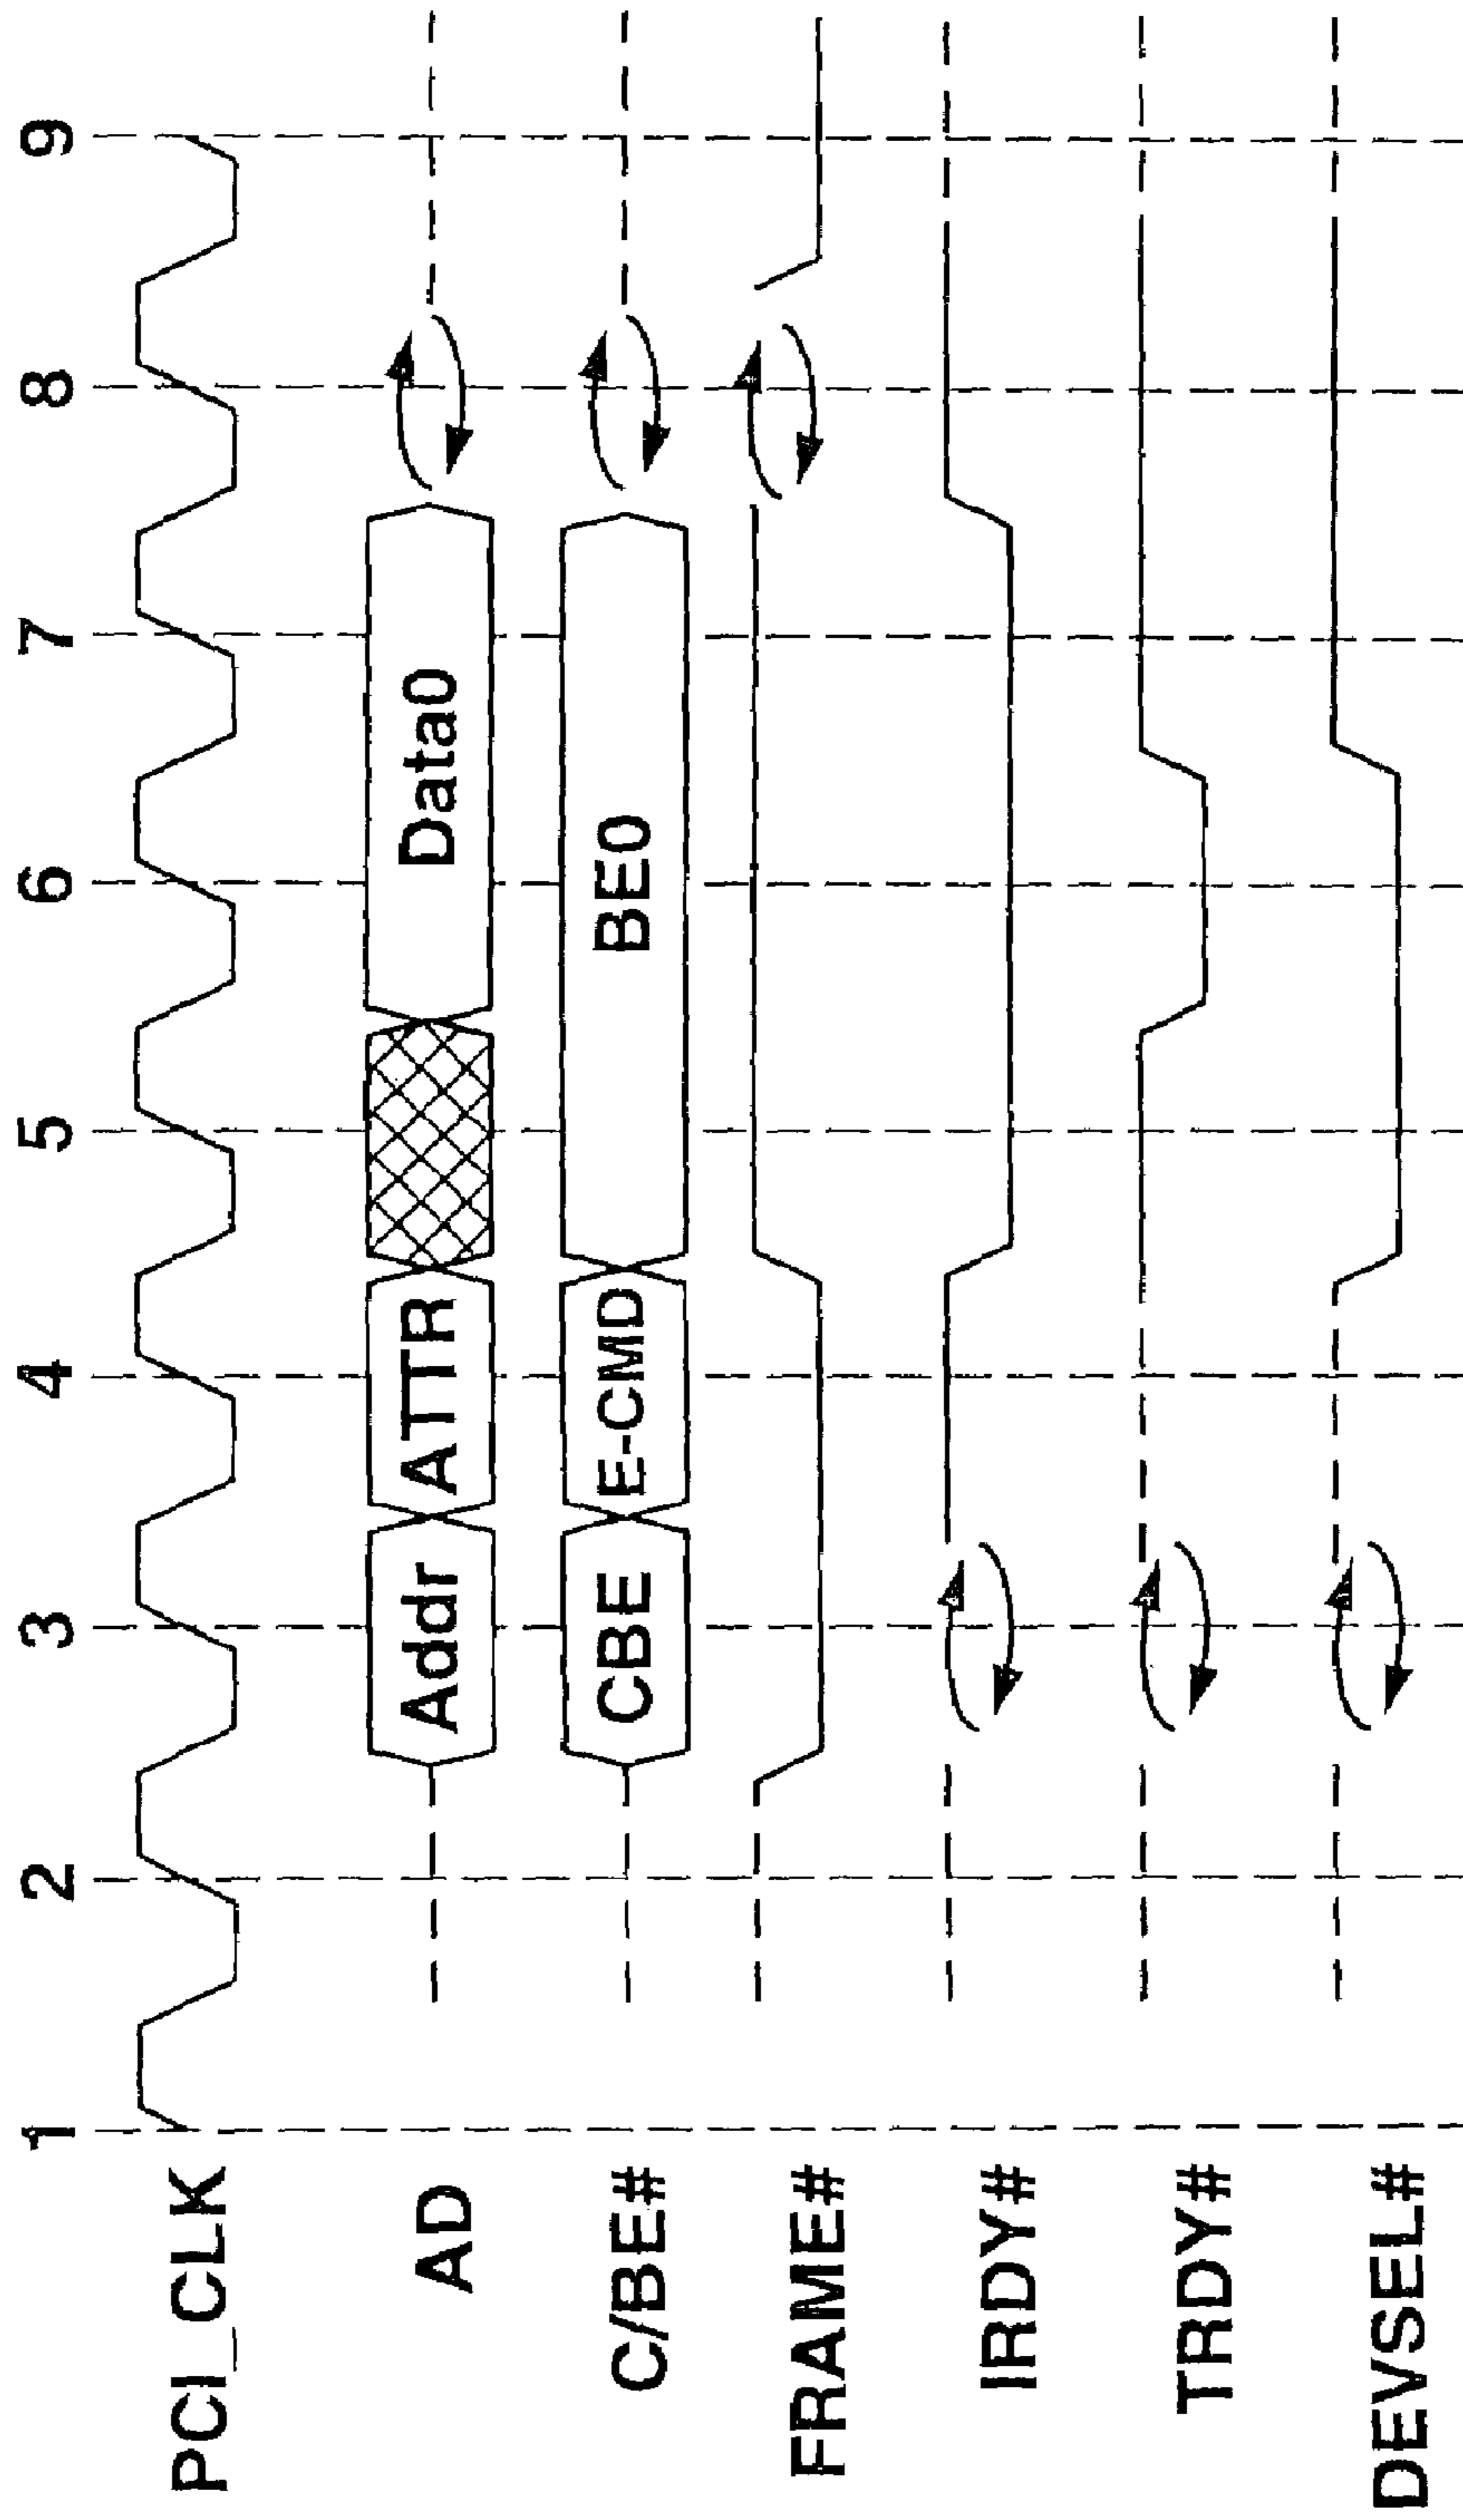 1 2 3 4 5 6 7 8 9
PCI_CLK
AD Addr ATTR Data0
C/BE# CBE E-CMD BE0
FRAME#
IRDY#
TRDY#
DEVSEL#